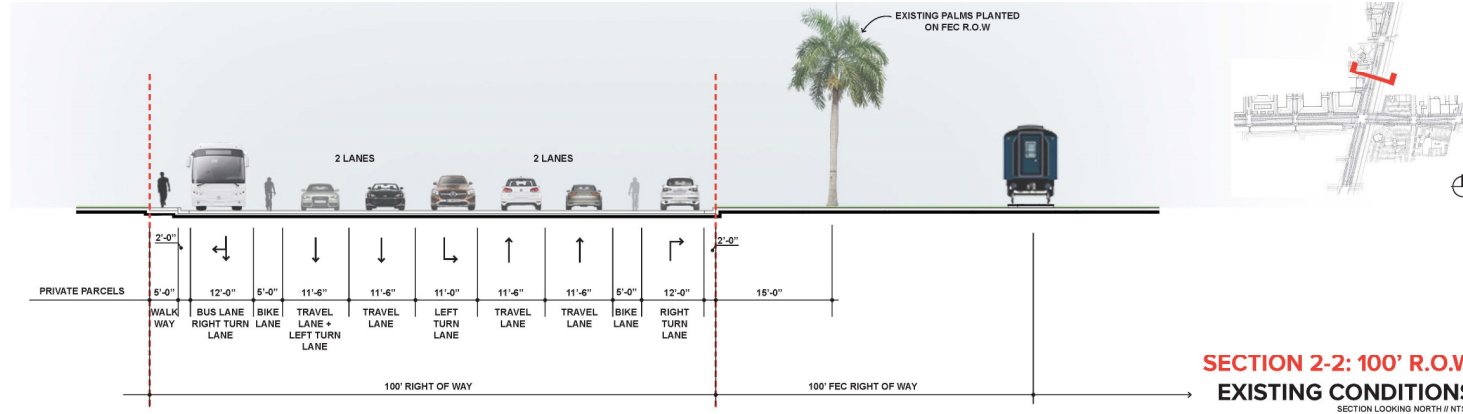 EXISTING PALMS PLANTED
ON FEC R.O.W
2 LANES
2 LANES
2'-0"
2'-0"
PRIVATE PARCELS
5'-0"
12'-0"
5'-0"
11'-6"
11'-6"
11'-0"
11'-6"
11'-6"
5'-0"
12'-0"
15'-0"
WALK
WAY
BUS LANE
RIGHT TURN
LANE
BIKE
LANE
TRAVEL
LANE +
LEFT TURN
LANE
TRAVEL
LANE
LEFT
TURN
LANE
TRAVEL
LANE
TRAVEL
LANE
BIKE
LANE
RIGHT
TURN
LANE
100' RIGHT OF WAY
100' FEC RIGHT OF WAY
SECTION 2-2: 100' R.O.W
EXISTING CONDITIONS
SECTION LOOKING NORTH // NTS